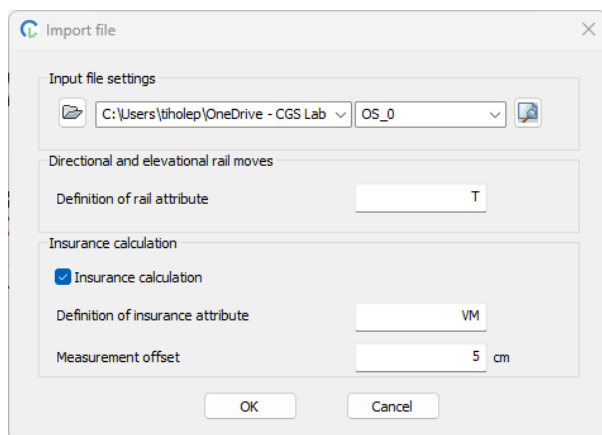 Import file
Input file settings
C:\Users\tiholep\OneDrive - CGS Lab OS_0
Directional and elevational rail moves
Definition of rail attribute T
Insurance calculation
Insurance calculation
Definition of insurance attribute VM
Measurement offset 5 cm
OK Cancel